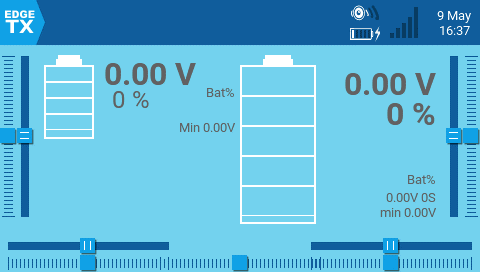 EDGE
TX
9 May
16:37
0.00 V
0 %
Bat%
Min 0.00V
0.00 V
0 %
Bat%
0.00V 0S
min 0.00V